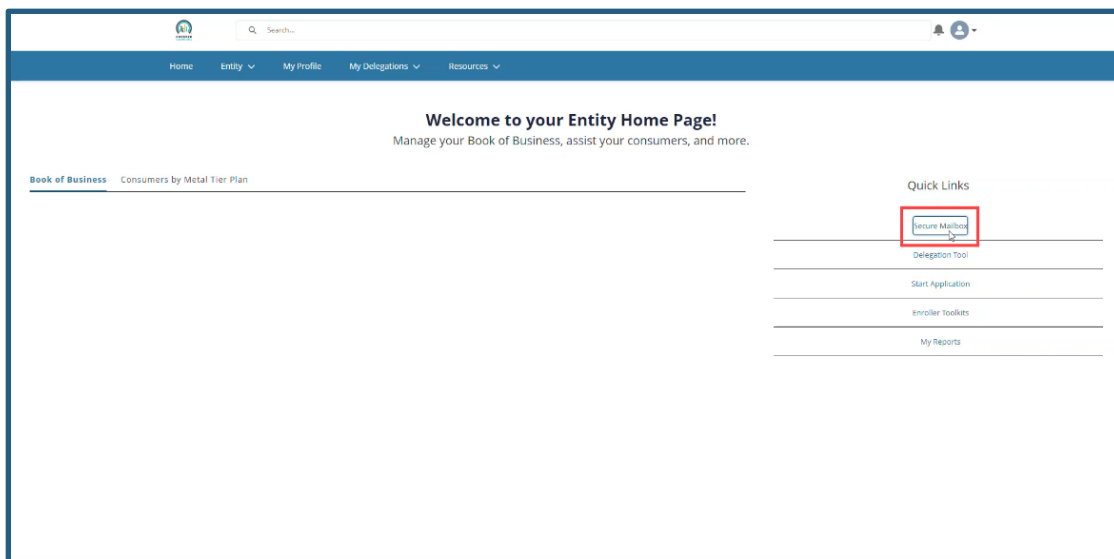 Search...
Home Entity My Profile My Delegations Resources
Welcome to your Entity Home Page!
Manage your Book of Business, assist your consumers, and more.
Book of Business Consumers by Metal Tier Plan
Quick Links
Secure Mailbox
Delegation Tool
Start Application
Enroller Toolkits
My Reports